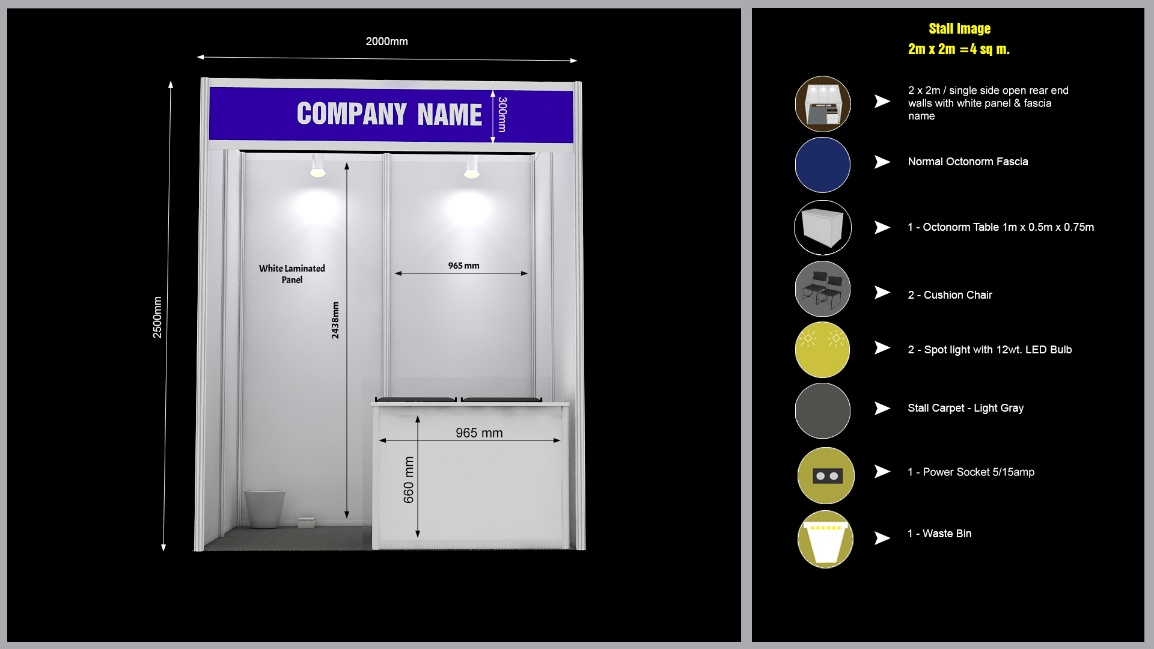 2000mm
COMPANY NAME
300mm
White Laminated
Panel
965 mm
2438mm
2500mm
965 mm
660 mm
Stall Image
2m x 2m = 4 sq m.
2 x 2m / single side open rear end
walls with white panel & fascia
name
Normal Octonorm Fascia
1 - Octonorm Table 1m x 0.5m x 0.75m
2 - Cushion Chair
2 - Spot light with 12wt. LED Bulb
Stall Carpet - Light Gray
1 - Power Socket 5/15amp
1 - Waste Bin